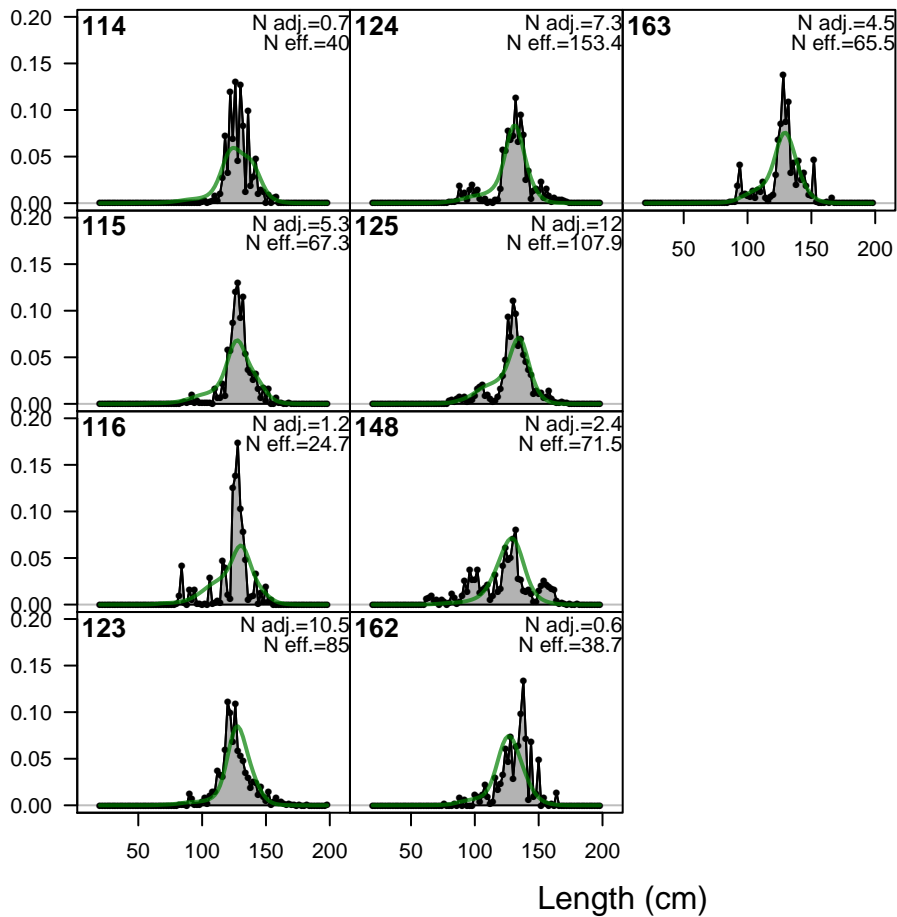 0.20
0.15
0.10
0.05
0.00
114
N adj.=0.7
N eff.=40
124
N adj.=7.3
N eff.=153.4
163
N adj.=4.5
N eff.=65.5
0.20
0.15
0.10
0.05
0.00
115
N adj.=5.3
N eff.=67.3
125
N adj.=12
N eff.=107.9
50 100 150 200
0.20
0.15
0.10
0.05
0.00
116
N adj.=1.2
N eff.=24.7
148
N adj.=2.4
N eff.=71.5
0.20
0.15
0.10
0.05
0.00
123
N adj.=10.5
N eff.=85
162
N adj.=0.6
N eff.=38.7
50 100 150 200
50 100 150 200
Length (cm)